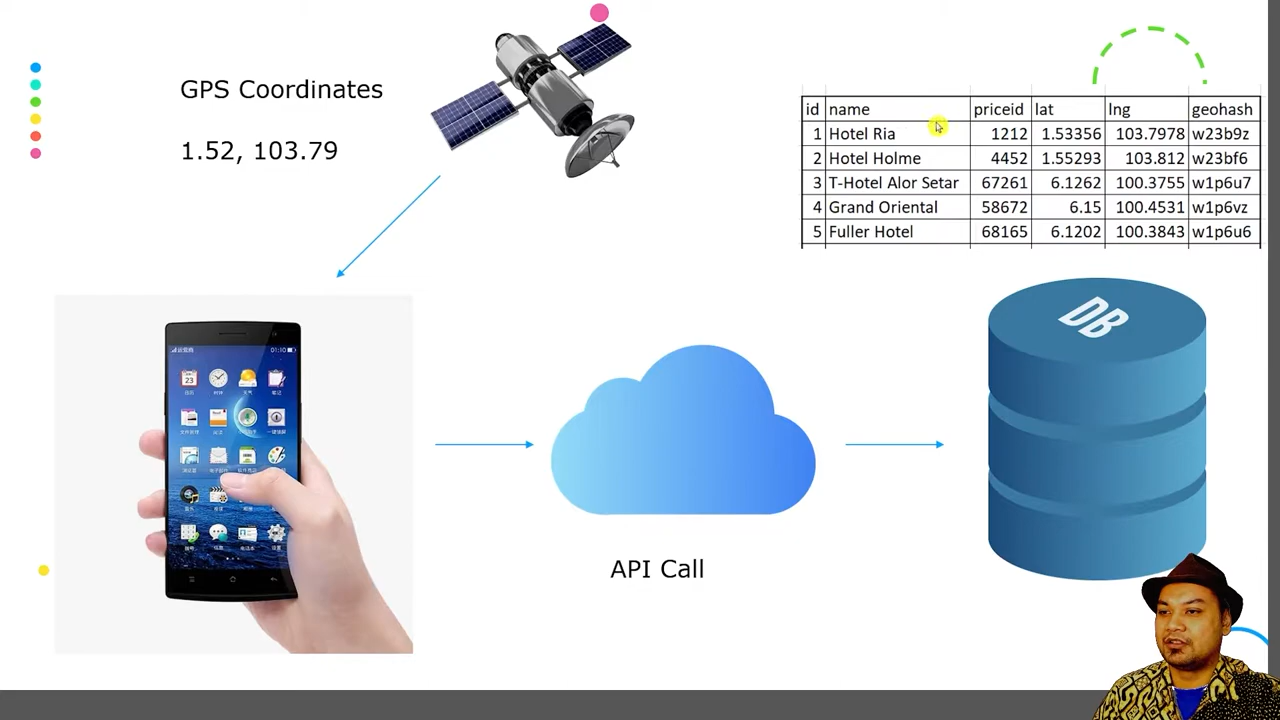 GPS Coordinates
1.52, 103.79
id name priceid lat lng geohash
1 Hotel Ria 1212 1.53356 103.7978 w23b9z
2 Hotel Holme 4452 1.55293 103.812 w23bf6
3 T-Hotel Alor Setar 67261 6.1262 100.3755 w1p6u7
4 Grand Oriental 58672 6.15 100.4531 w1p6vz
5 Fuller Hotel 68165 6.1202 100.3843 w1p6u6
DB
01:10
23
API Call